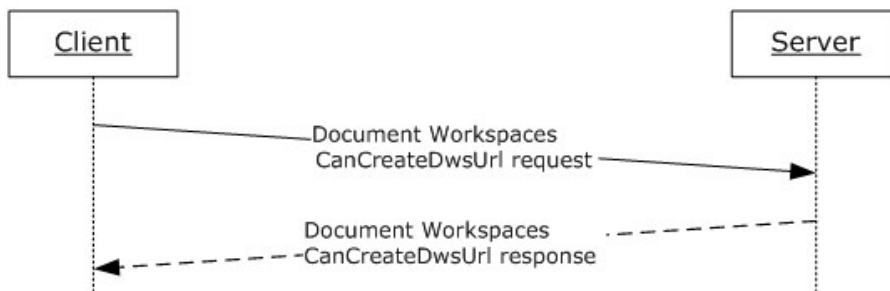 Client
Server
Document Workspaces
CanCreateDwsUrl request
Document Workspaces
CanCreateDwsUrl response